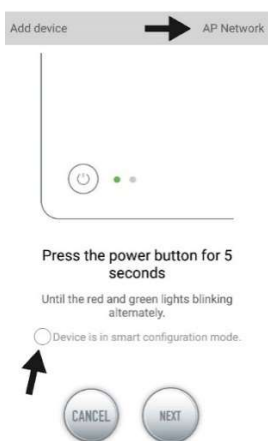 Add device AP Network
Press the power button for 5
seconds
Until the red and green lights blinking
alternately.
Device is in smart configuration mode.
CANCEL NEXT